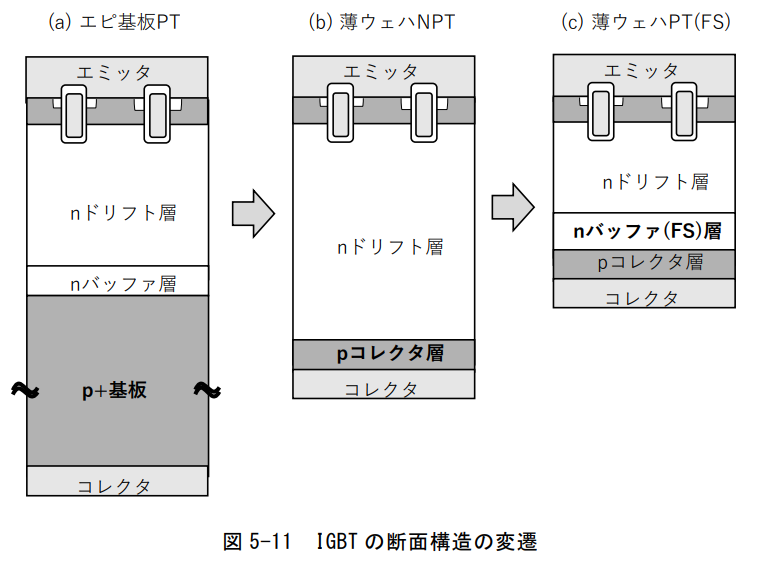 (a) エピ基板PT
(b) 薄ウェハNPT
(c) 薄ウェハPT(FS)
エミッタ
nドリフト層
nバッファ層
p+基板
コレクタ
エミッタ
nドリフト層
pコレクタ層
コレクタ
エミッタ
nドリフト層
nバッファ(FS)層
pコレクタ層
コレクタ
図 5-11 IGBT の断面構造の変遷